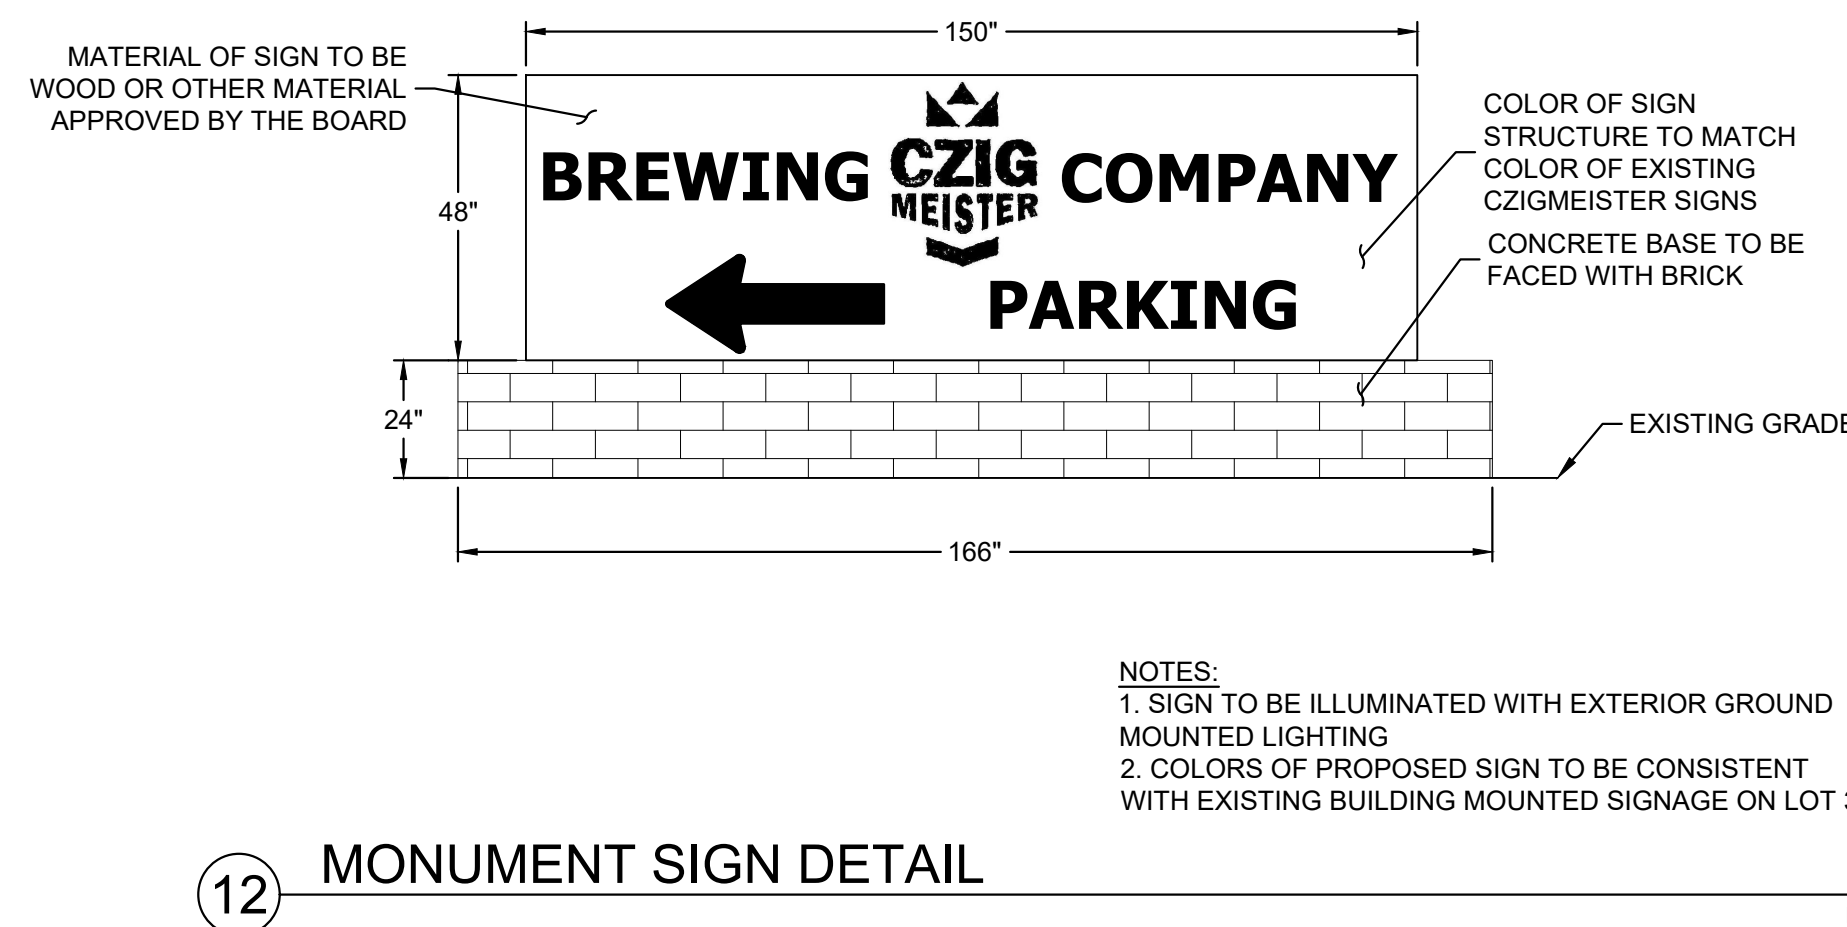 150"
MATERIAL OF SIGN TO BE
WOOD OR OTHER MATERIAL
APPROVED BY THE BOARD
48"
BREWING CZIG MEISTER COMPANY
PARKING
COLOR OF SIGN
STRUCTURE TO MATCH
COLOR OF EXISTING
CZIGMEISTER SIGNS
CONCRETE BASE TO BE
FACED WITH BRICK
24"
EXISTING GRADE
166"
NOTES:
1. SIGN TO BE ILLUMINATED WITH EXTERIOR GROUND
MOUNTED LIGHTING
2. COLORS OF PROPOSED SIGN TO BE CONSISTENT
WITH EXISTING BUILDING MOUNTED SIGNAGE ON LOT
12 MONUMENT SIGN DETAIL